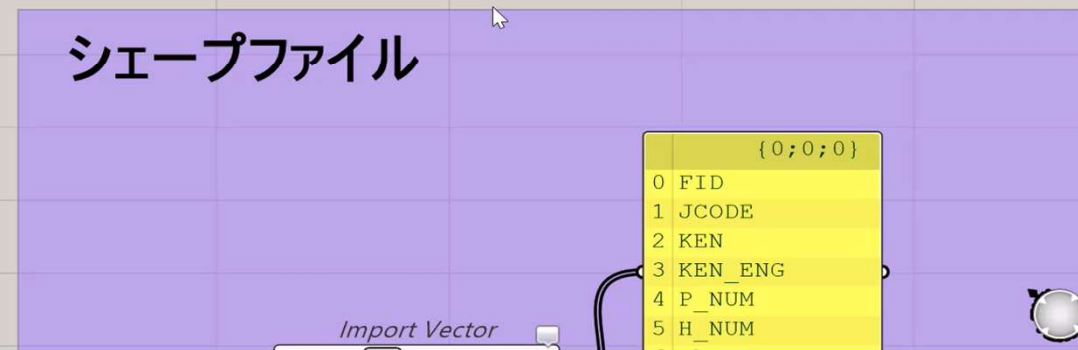 シェープファイル
{0;0;0}
0 FID
1 JCODE
2 KEN
3 KEN_ENG
4 P_NUM
5 H_NUM
Import Vector